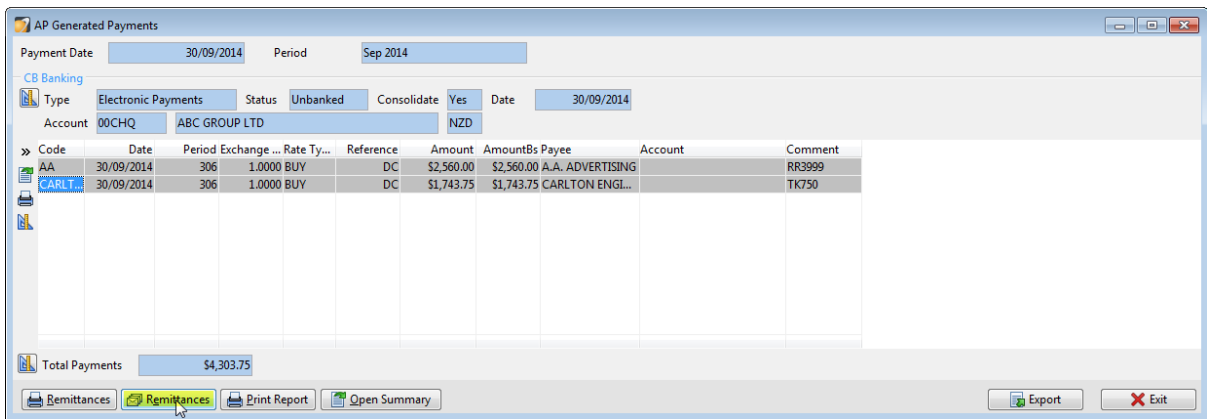 AP Generated Payments
Payment Date 30/09/2014 Period Sep 2014
CB Banking
Type Electronic Payments Status Unbanked Consolidate Yes Date 30/09/2014
Account 00CHQ ABC GROUP LTD NZD
» Code Date Period Exchange ... Rate Ty... Reference Amount AmountBs Payee Account Comment
AA 30/09/2014 306 1.0000 BUY DC $2,560.00 $2,560.00 A.A. ADVERTISING RR3999
CARLT... 30/09/2014 306 1.0000 BUY DC $1,743.75 $1,743.75 CARLTON ENGI... TK750
Total Payments $4,303.75
Remittances Remittances Print Report Open Summary Export Exit